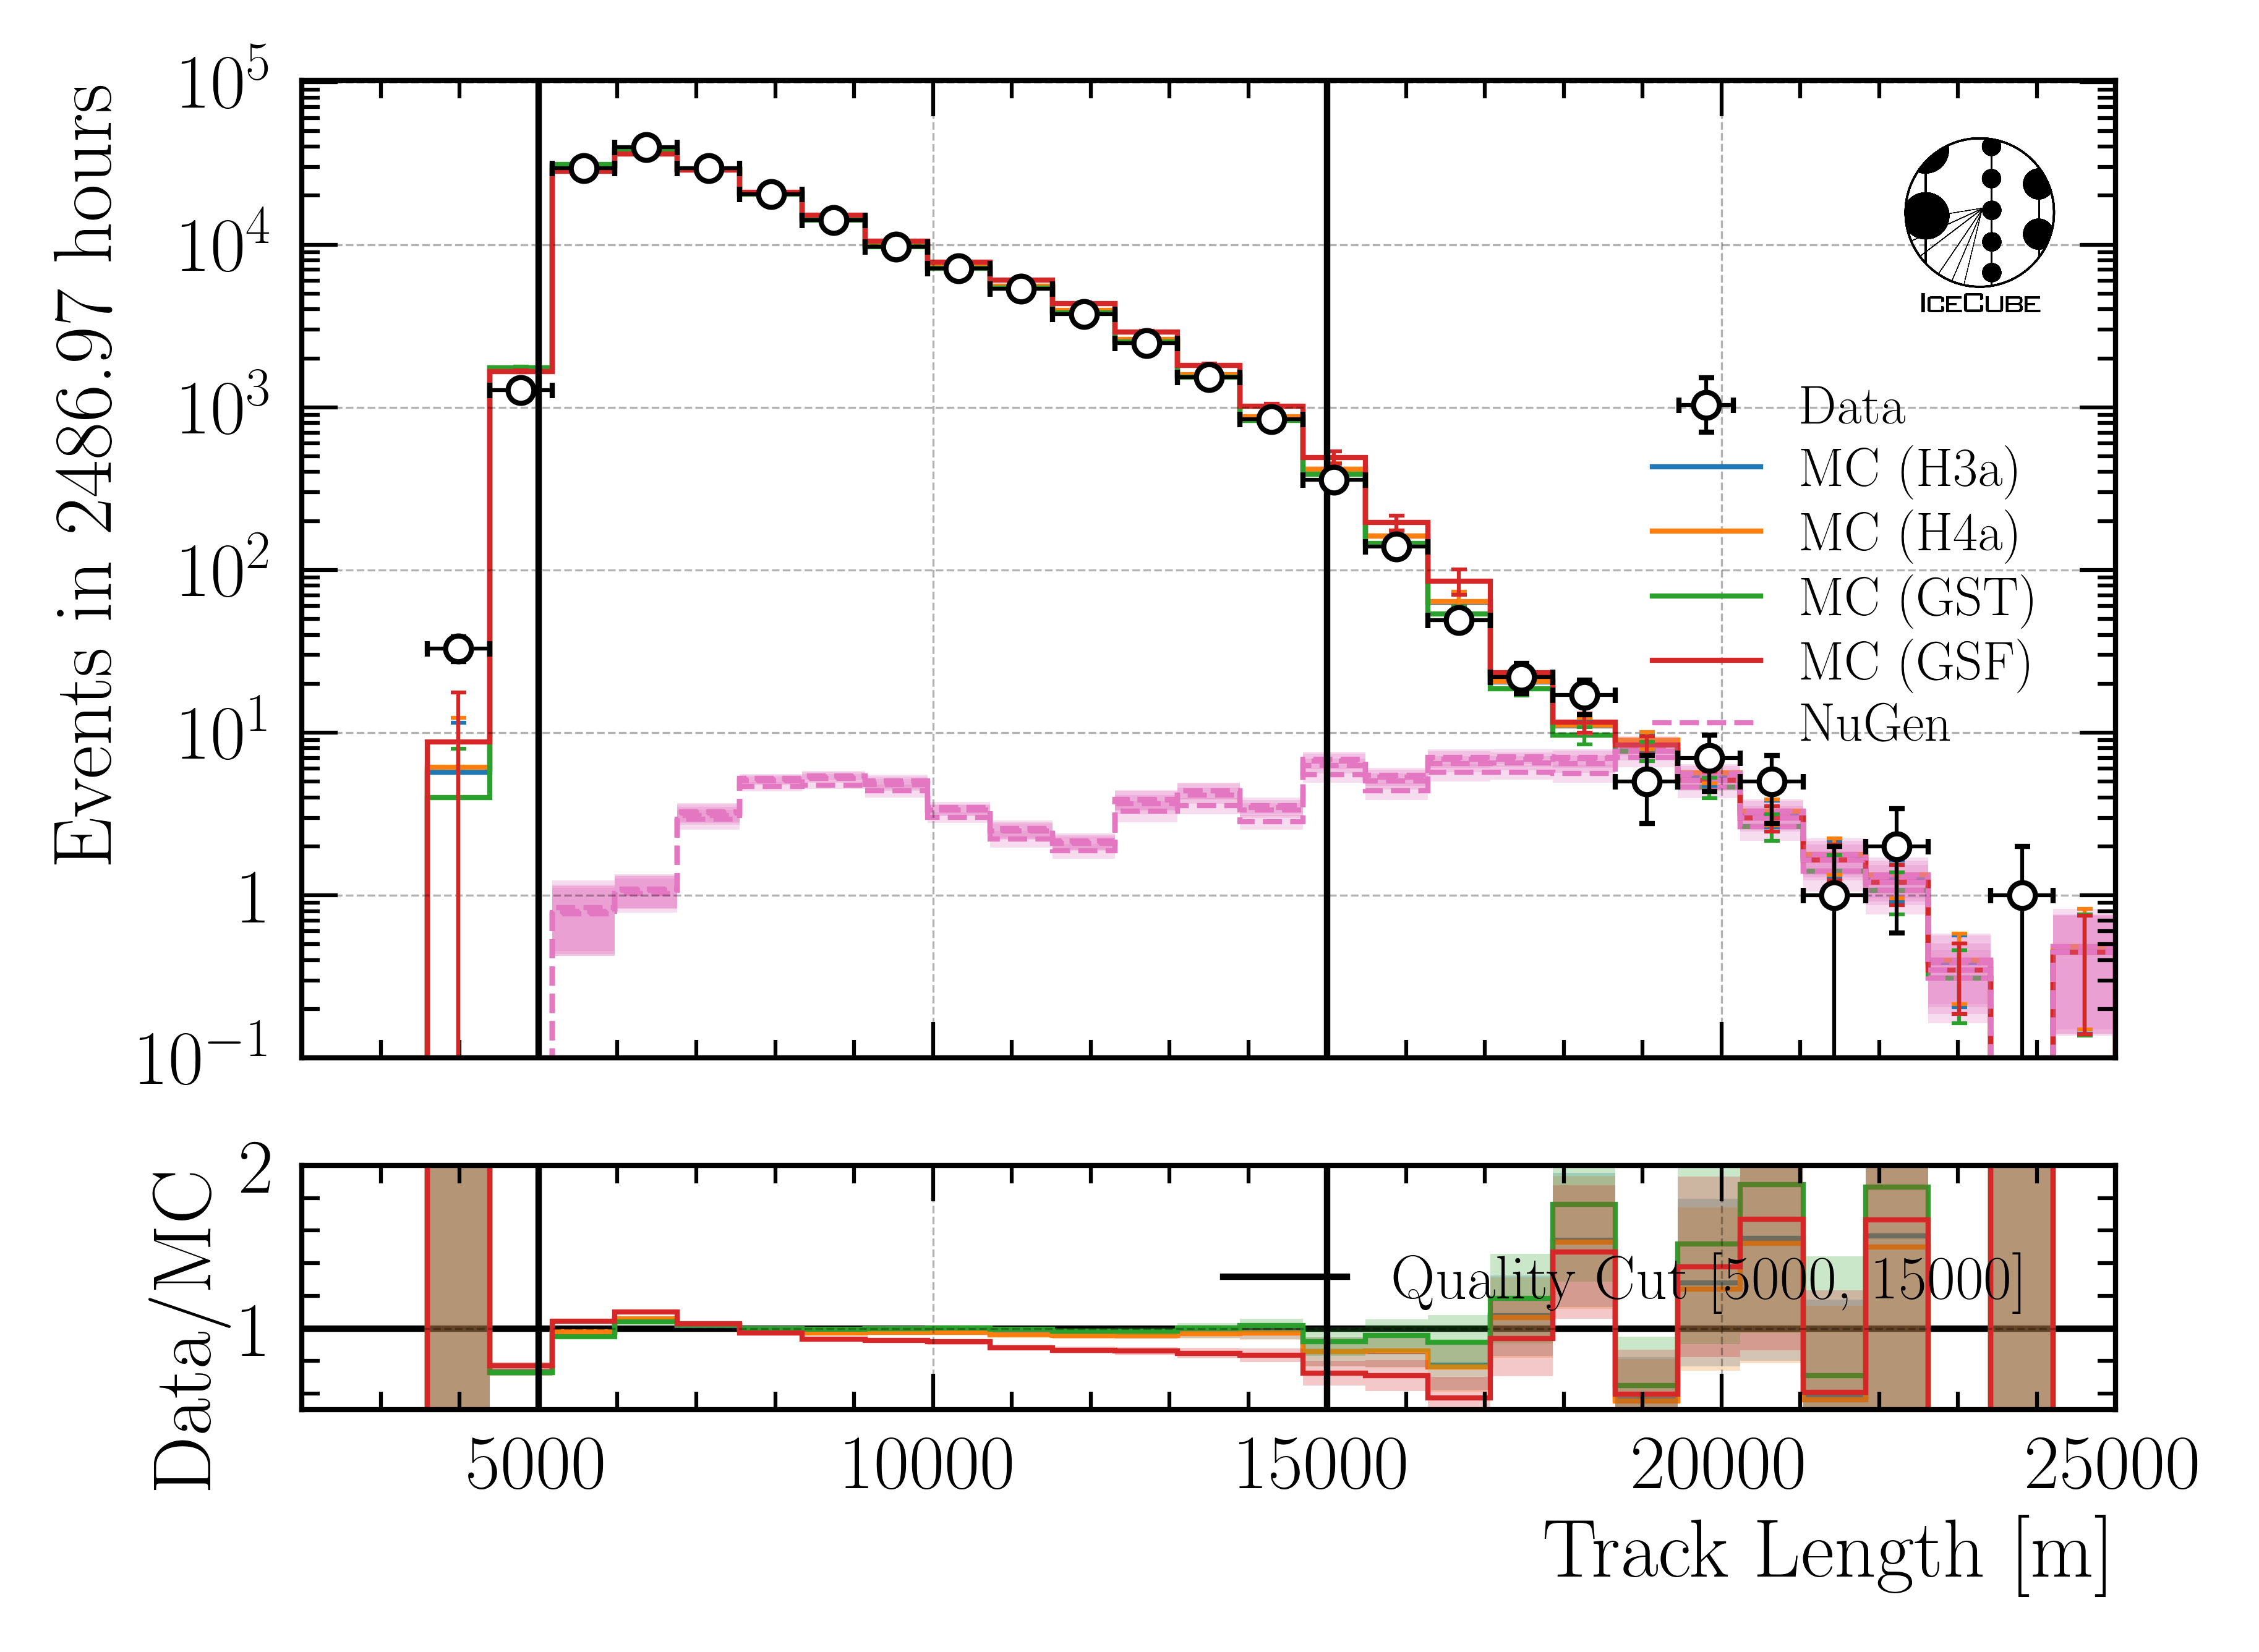 10^5
10^4
10^3
10^2
10^1
1
10^−1
Events in 2486.97 hours
ICECUBE
Data
MC (H3a)
MC (H4a)
MC (GST)
MC (GSF)
NuGen
2
1
Data/MC
Quality Cut [5000, 15000]
5000 10000 15000 20000 25000
Track Length [m]